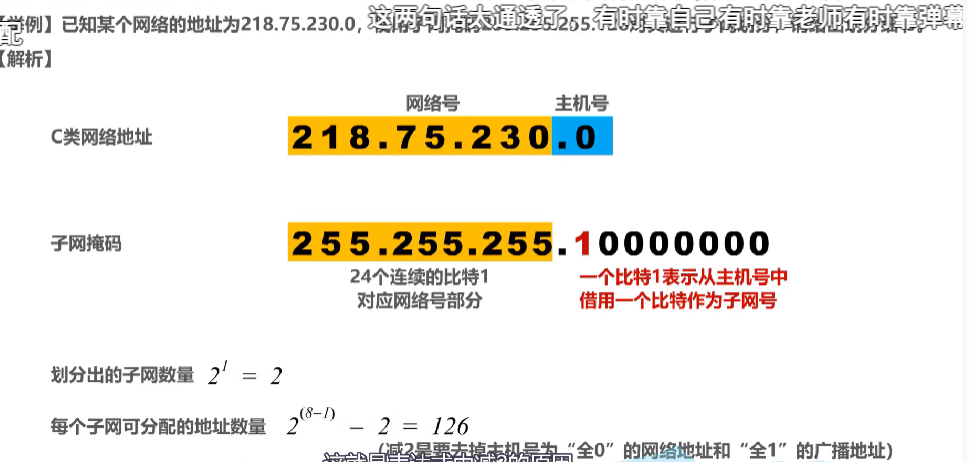 这两句话太通透了 有时靠自己有时靠老师有时靠弹幕
【举例】已知某个网络的地址为218.75.230.0,
【解析】
网络号 主机号
C类网络地址 218.75.230.0
子网掩码 255.255.255.10000000
24个连续的比特1 一个比特1表示从主机号中
对应网络号部分 借用一个比特作为子网号
划分出的子网数量 2^1 = 2
每个子网可分配的地址数量 2^(8-1) - 2 = 126
(减2是要去掉主机号为“全0”的网络地址和“全1”的广播地址)